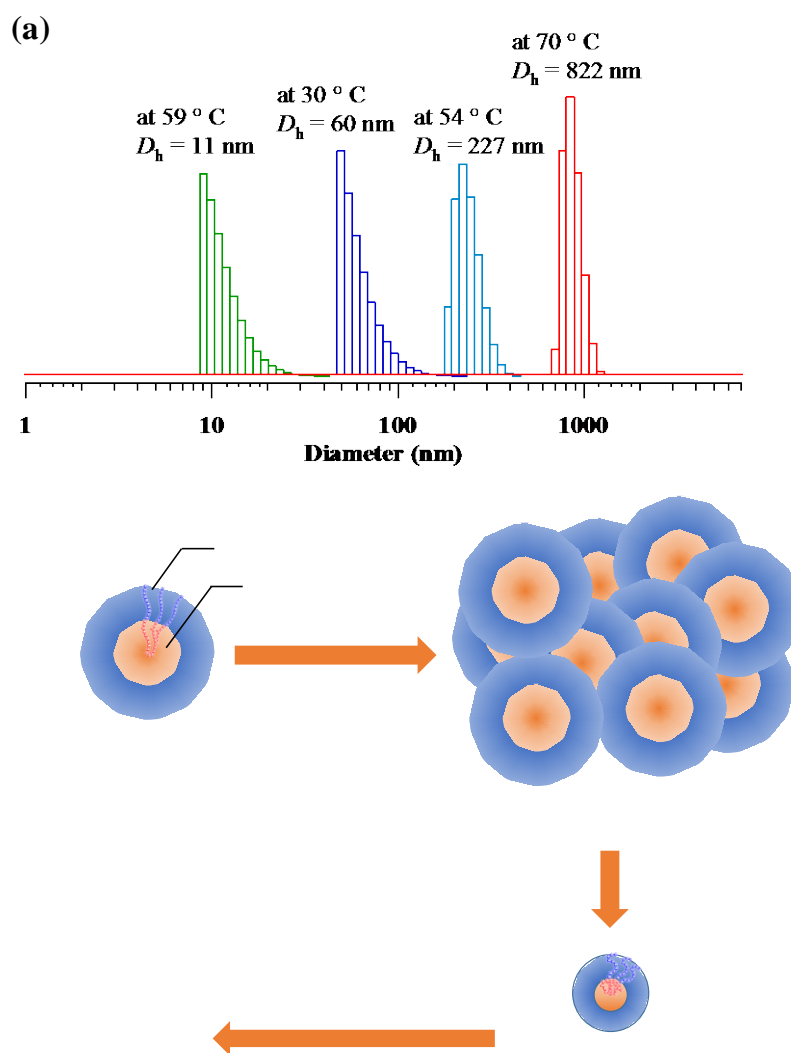 (a)
at 70 ° C
Dh = 822 nm
at 30 ° C
Dh = 60 nm
at 59 ° C
Dh = 11 nm
at 54 ° C
Dh = 227 nm
1 10 100 1000
Diameter (nm)